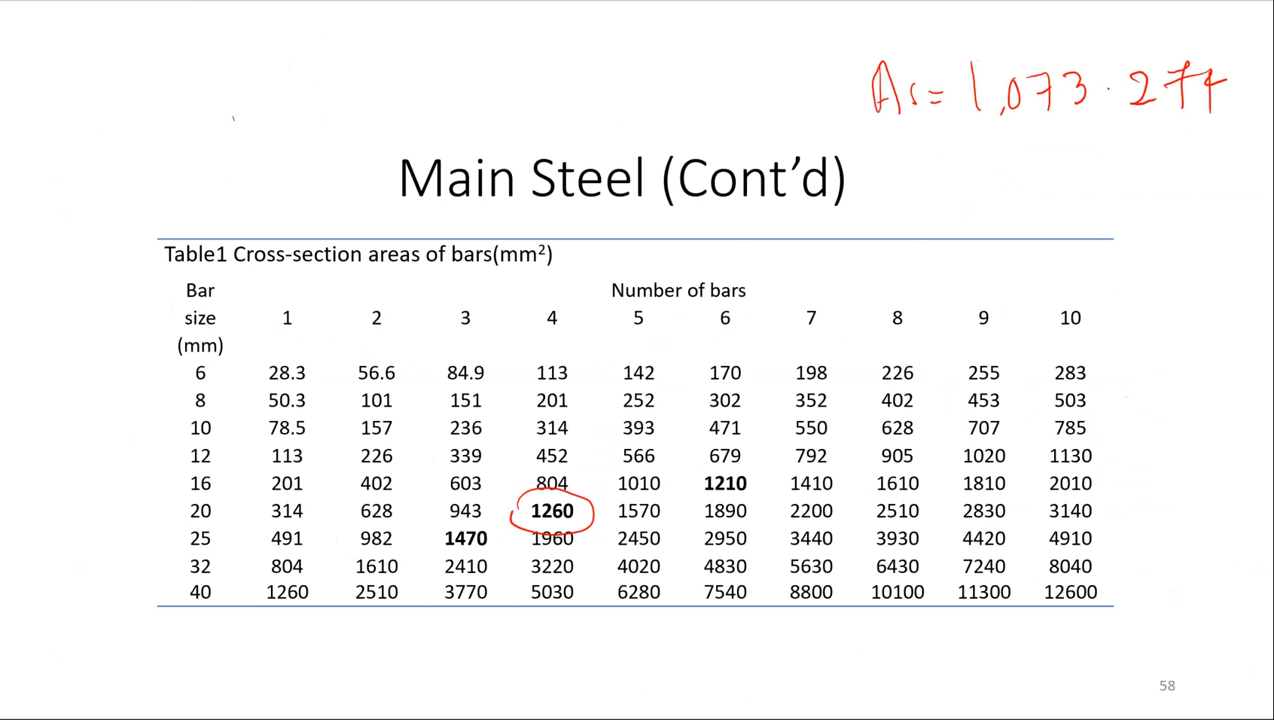 As = 1,073.274
Main Steel (Cont’d)
Table1 Cross-section areas of bars(mm²)
Bar size (mm) Number of bars
1 2 3 4 5 6 7 8 9 10
6 28.3 56.6 84.9 113 142 170 198 226 255 283
8 50.3 101 151 201 252 302 352 402 453 503
10 78.5 157 236 314 393 471 550 628 707 785
12 113 226 339 452 566 679 792 905 1020 1130
16 201 402 603 804 1010 1210 1410 1610 1810 2010
20 314 628 943 1260 1570 1890 2200 2510 2830 3140
25 491 982 1470 1960 2450 2950 3440 3930 4420 4910
32 804 1610 2410 3220 4020 4830 5630 6430 7240 8040
40 1260 2510 3770 5030 6280 7540 8800 10100 11300 12600
58